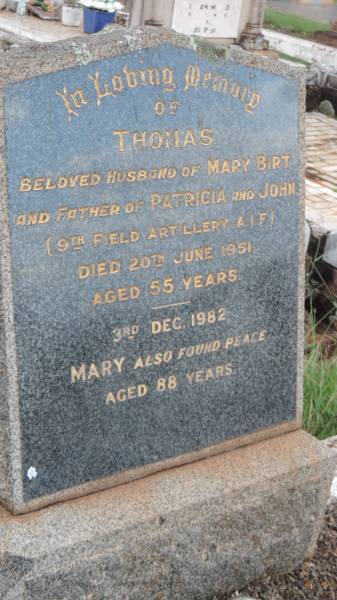 In Loving Memory
OF
THOMAS
BELOVED HUSBAND OF MARY BIRT
AND FATHER OF PATRICIA AND JOHN.
(9TH FIELD ARTILLERY A.I.F)
DIED 20TH JUNE 1951.
AGED 55 YEARS.
3RD DEC. 1982
MARY ALSO FOUND PEACE
AGED 88 YEARS.